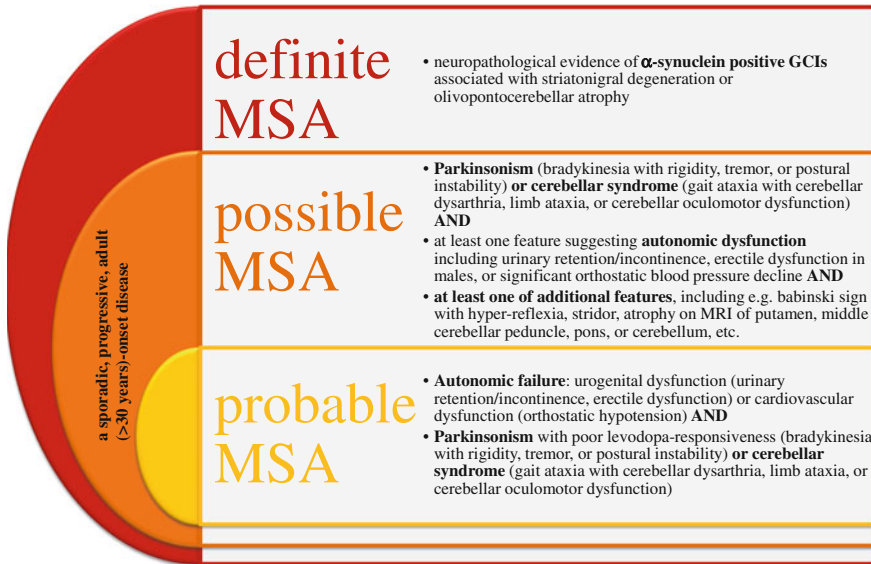 a sporadic, progressive, adult
(>30 years)-onset disease
definite
MSA
• neuropathological evidence of α-synuclein positive GCIs
associated with striatonigral degeneration or
olivopontocerebellar atrophy
possible
MSA
• Parkinsonism (bradykinesia with rigidity, tremor, or postural
instability) or cerebellar syndrome (gait ataxia with cerebellar
dysarthria, limb ataxia, or cerebellar oculomotor dysfunction)
AND
• at least one feature suggesting autonomic dysfunction
including urinary retention/incontinence, erectile dysfunction in
males, or significant orthostatic blood pressure decline AND
• at least one of additional features, including e.g. babinski sign
with hyper-reflexia, stridor, atrophy on MRI of putamen, middle
cerebellar peduncle, pons, or cerebellum, etc.
probable
MSA
• Autonomic failure: urogenital dysfunction (urinary
retention/incontinence, erectile dysfunction) or cardiovascular
dysfunction (orthostatic hypotension) AND
• Parkinsonism with poor levodopa-responsiveness (bradykinesia
with rigidity, tremor, or postural instability) or cerebellar
syndrome (gait ataxia with cerebellar dysarthria, limb ataxia, or
cerebellar oculomotor dysfunction)